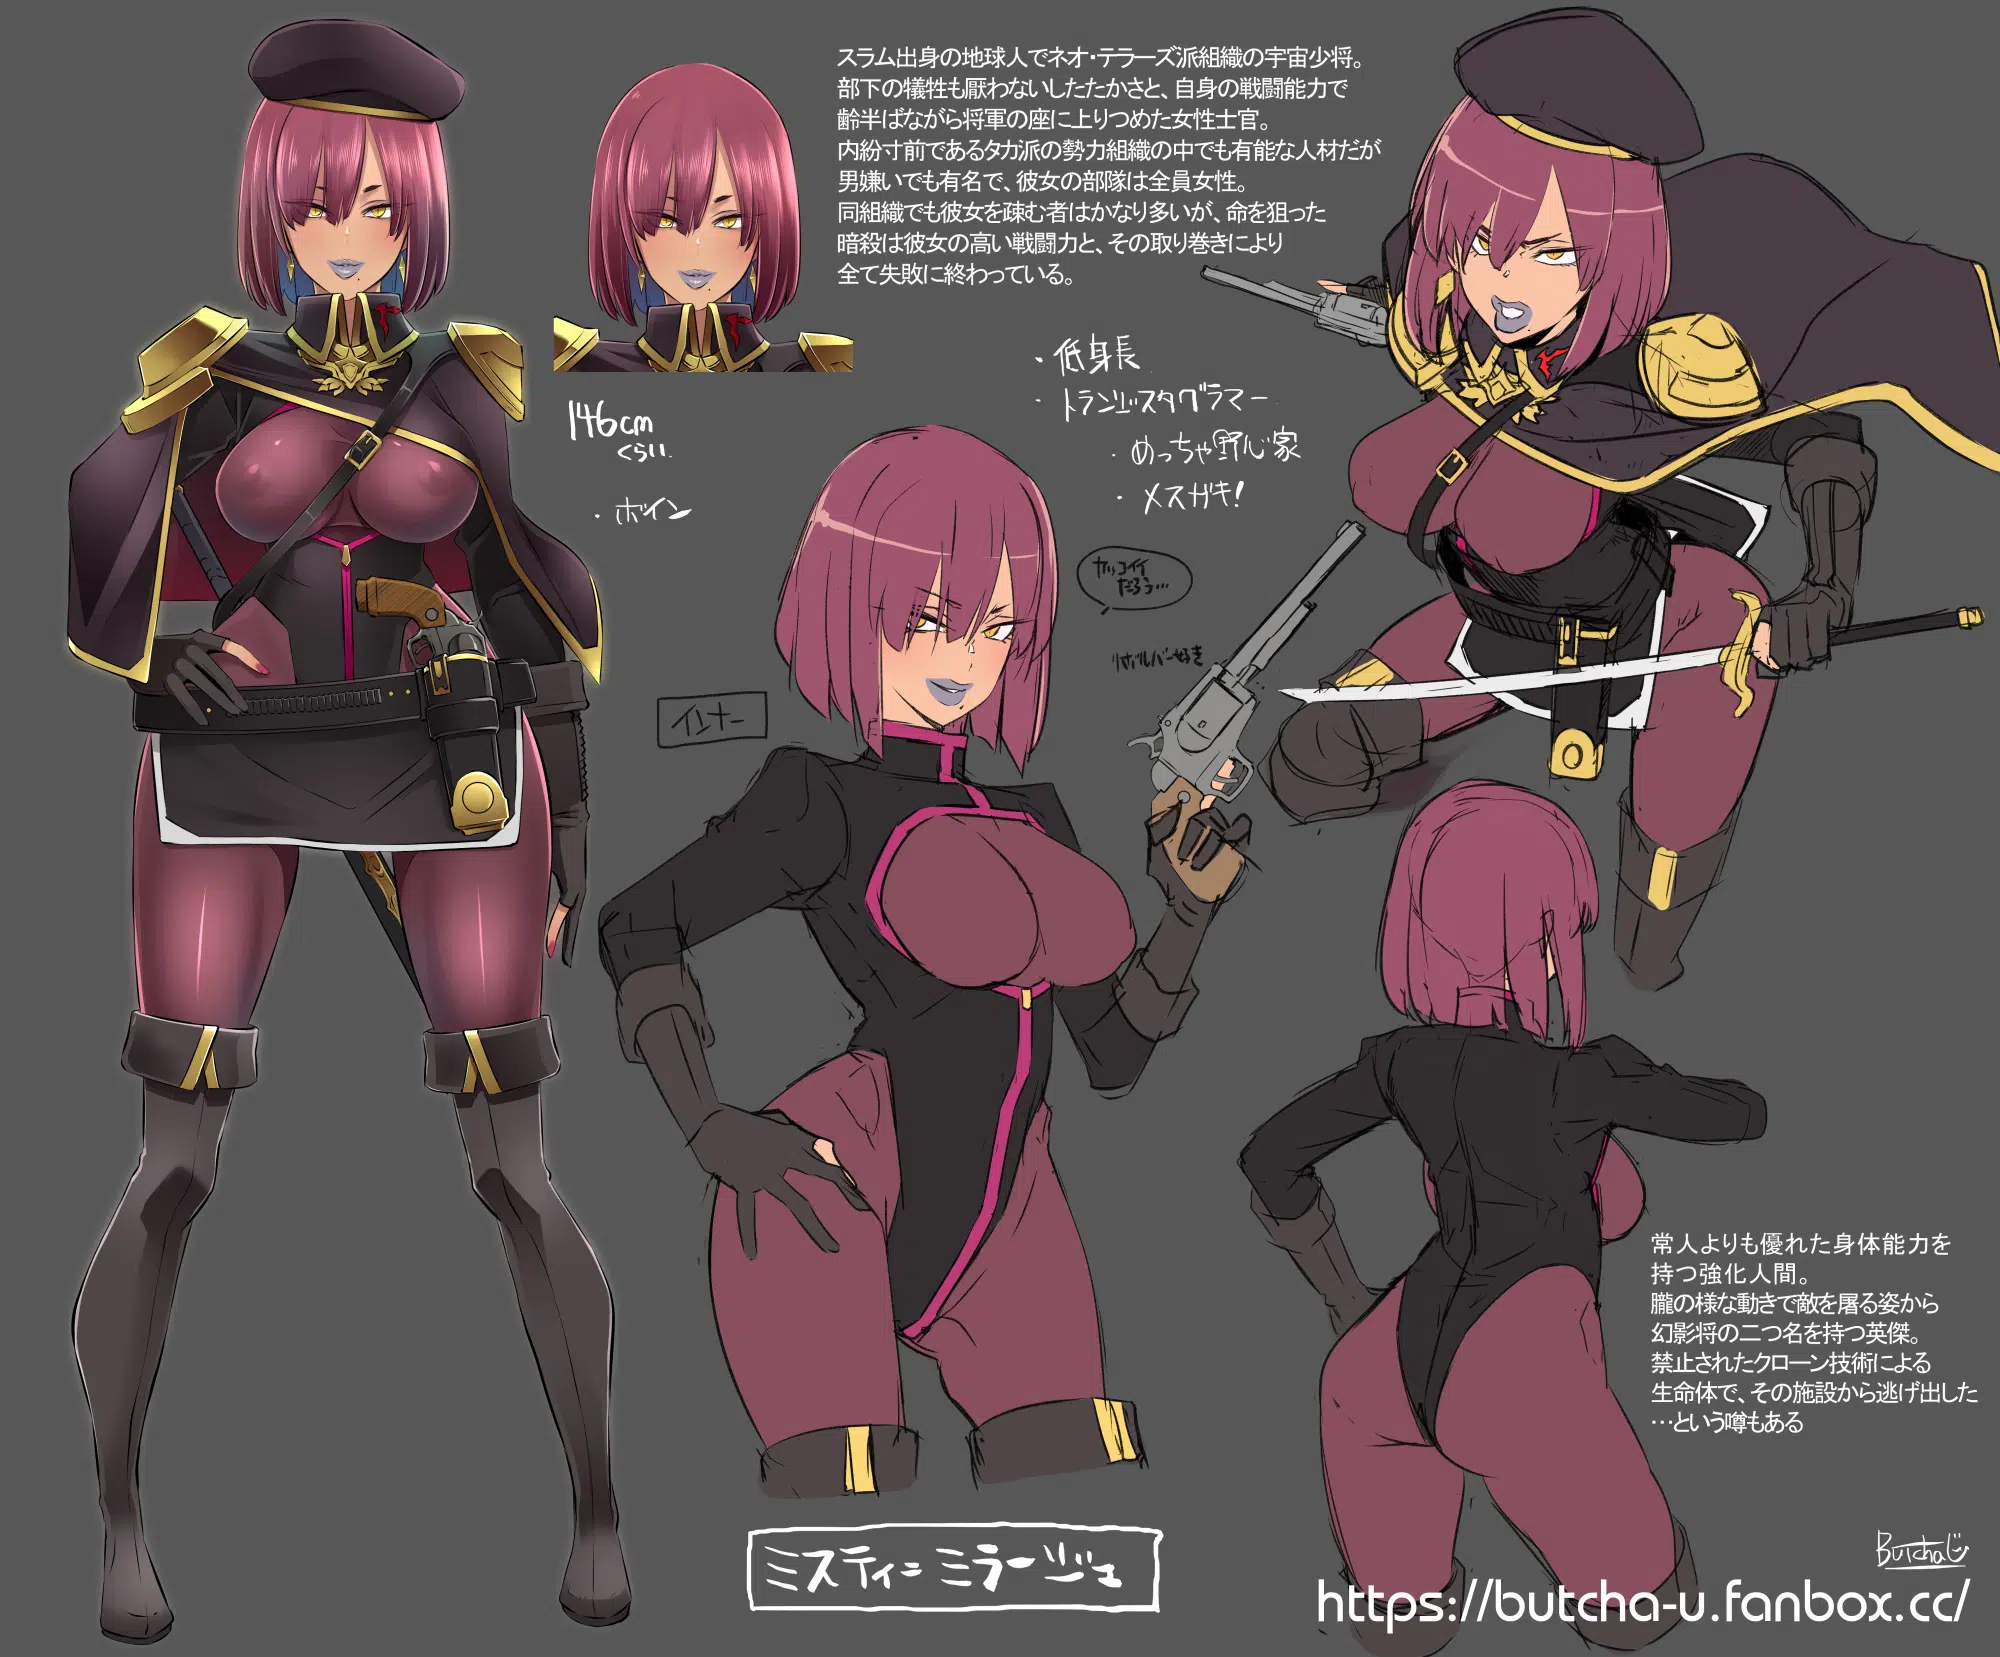 スラム出身の地球人でネオ・テラーズ派組織の宇宙少将。
部下の犠牲も厭わないしたたかさと、自身の戦闘能力で
齢半ばながら将軍の座に上りつめた女性士官。
内紛寸前であるタカ派の勢力組織の中でも有能な人材だが
男嫌いでも有名で、彼女の部隊は全員女性。
同組織でも彼女を疎む者はかなり多いが、命を狙った
暗殺は彼女の高い戦闘力と、その取り巻きにより
全て失敗に終わっている。
・低身長
・トランジスタグラマー
・めっちゃ野心家
・メスガキ!
146cm
くらい
・ボイン
カッコイイ
だろう…
リボルバー好き
インナー
常人よりも優れた身体能力を
持つ強化人間。
朧の様な動きで敵を屠る姿から
幻影将の二つ名を持つ英傑。
禁止されたクローン技術による
生命体で、その施設から逃げ出した
…という噂もある
ミスティ=ミラージュ
ButchaU
https://butcha-u.fanbox.cc/